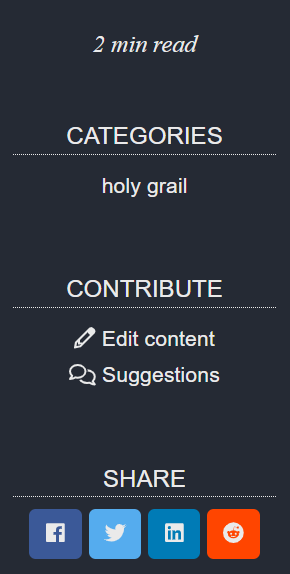 2 min read
CATEGORIES
holy grail
CONTRIBUTE
Edit content
Suggestions
SHARE